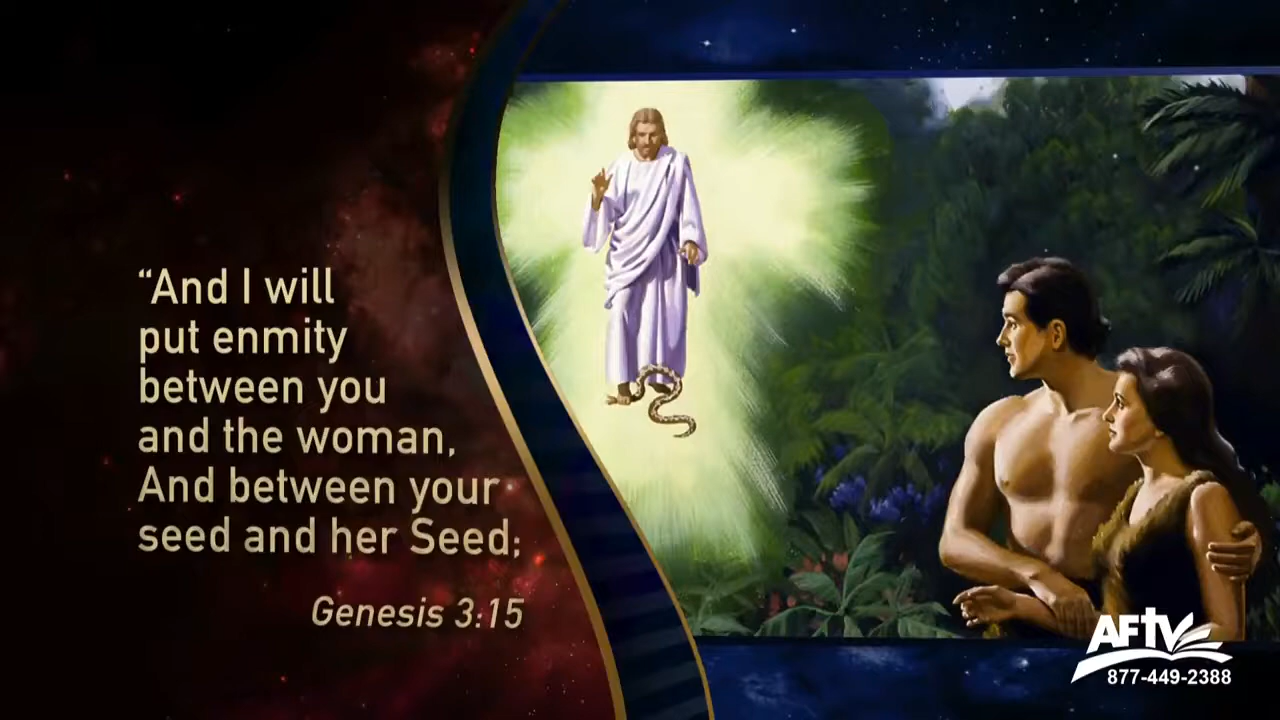 “And I will
put enmity
between you
and the woman,
And between your
seed and her Seed;
Genesis 3:15
AFtv
877-449-2388